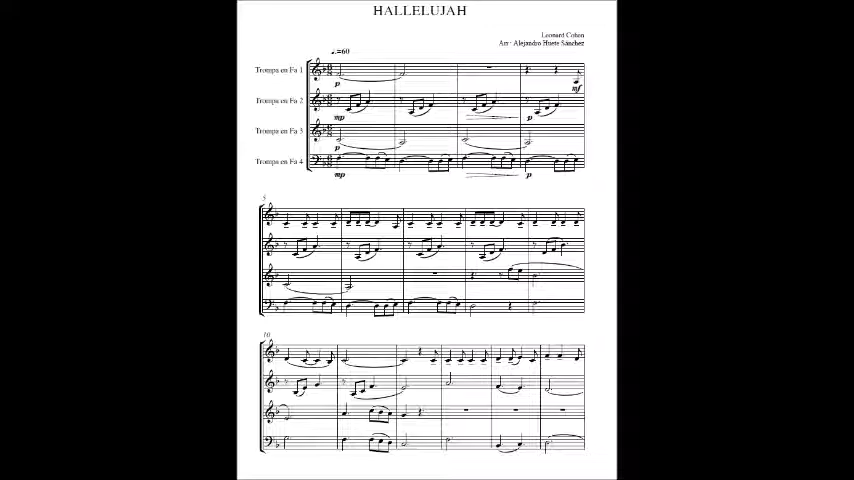 HALLELUJAH
Leonard Cohen
Arr: Alejandro Huete Sánchez
♩.=60
Trompa en Fa 1
p
mf
Trompa en Fa 2
mp
p
Trompa en Fa 3
p
Trompa en Fa 4
mp
p
5
10